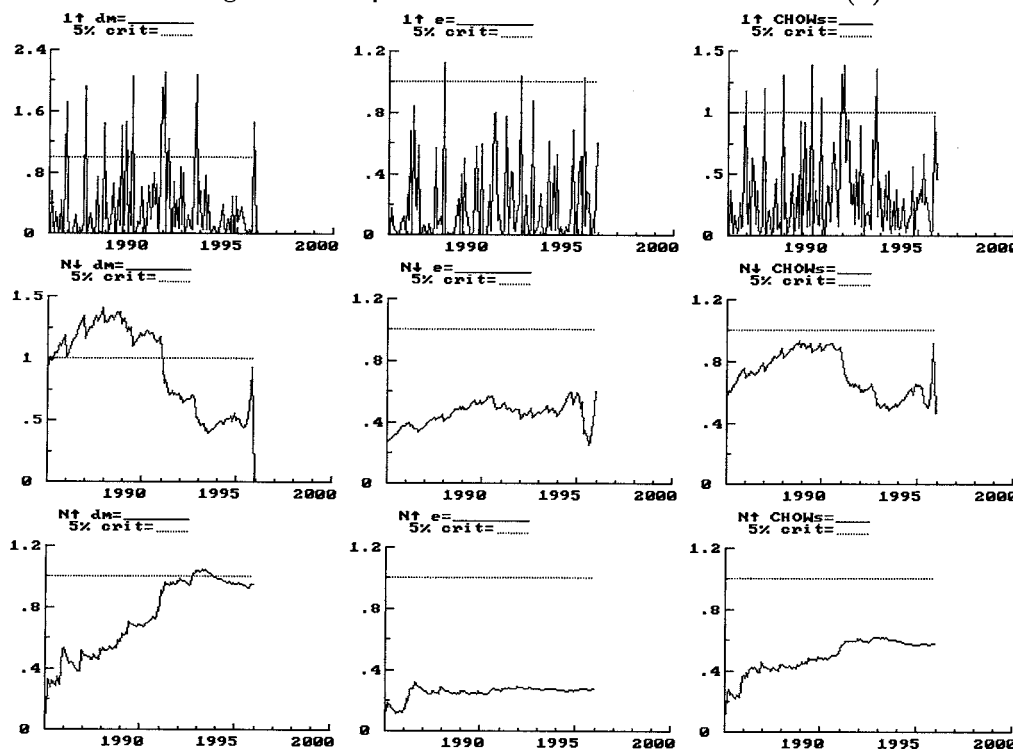 1↑ dm=
5% crit=
2.4
1.6
.8
0
1990 1995 2000
1↑ e=
5% crit=
1.2
.8
.4
0
1990 1995 2000
1↑ CHOWs=
5% crit=
1.5
1
.5
0
1990 1995 2000
N↓ dm=
5% crit=
1.5
1
.5
0
1990 1995 2000
N↓ e=
5% crit=
1.2
.8
.4
0
1990 1995 2000
N↓ CHOWs=
5% crit=
1.2
.8
.4
0
1990 1995 2000
N↑ dm=
5% crit=
1.2
.8
.4
0
1990 1995 2000
N↑ e=
5% crit=
1.2
.8
.4
0
1990 1995 2000
N↑ CHOWs=
5% crit=
1.2
.8
.4
0
1990 1995 2000